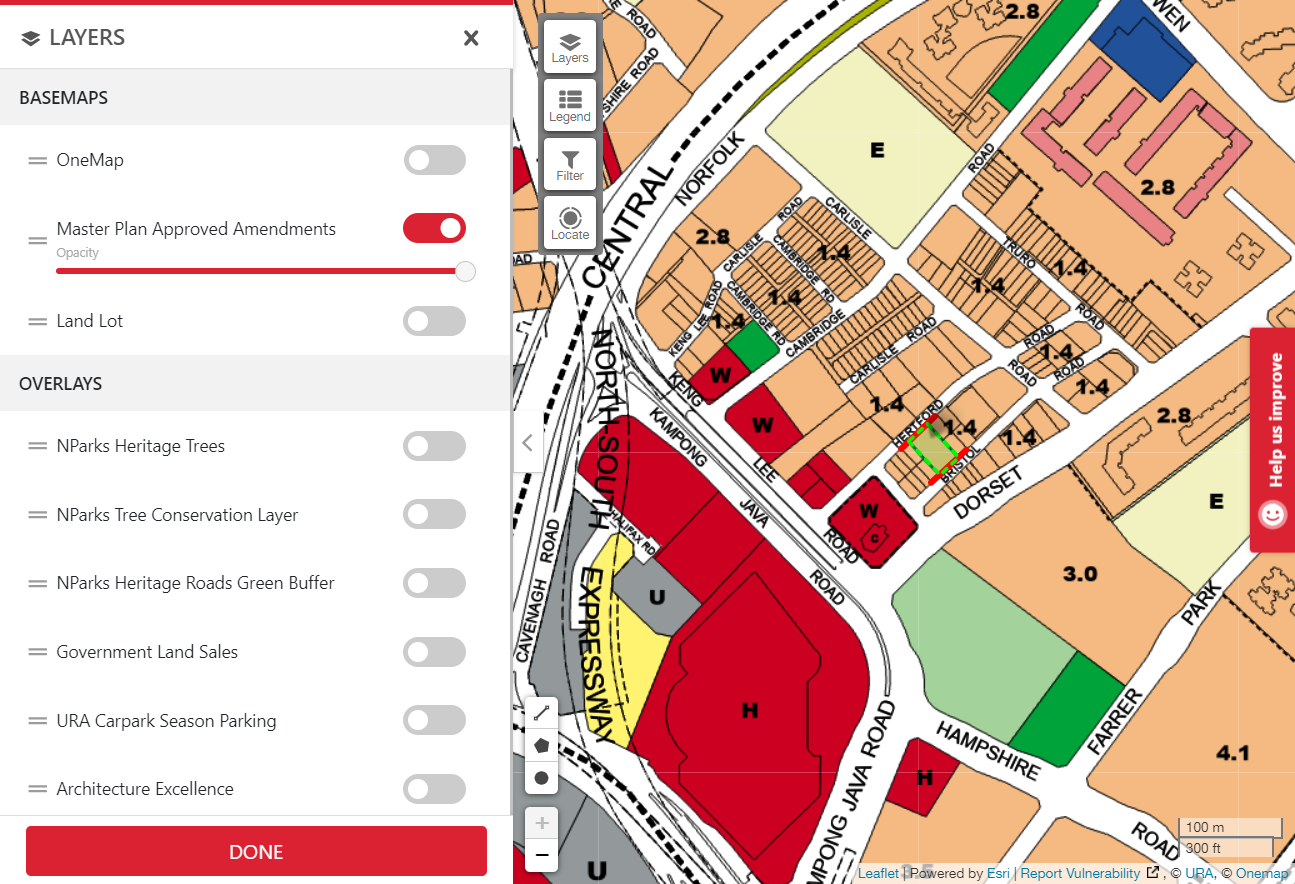 LAYERS
BASEMAPS
OneMap
Master Plan Approved Amendments
Opacity
Land Lot
OVERLAYS
NParks Heritage Trees
NParks Tree Conservation Layer
NParks Heritage Roads Green Buffer
Government Land Sales
URA Carpark Season Parking
Architecture Excellence
DONE
Layers
Legend
Filter
Locate
ROAD
SHIRE ROAD
2.8
WEN
E
ROAD
2.8
CENTRAL
NORFOLK
2.8
ROAD
CARLISLE
1.4
CARLISLE
CAMBRIDGE RD
1.4
TRURO
1.4
1.4
ROAD
KENG LEE ROAD
CAMBRIDGE RD
1.4
CAMBRIDGE
CARLISLE ROAD
ROAD
1.4
ROAD
ROAD
1.4
NORTH-SOUTH
KENG
W
W
1.4
HERTFORD
1.4
1.4
BRISTOL
2.8
KAMPONG
LEE
JAVA
ROAD
ROAD
DORSET
W
C
E
HALIFAX RD
CAVENAGH ROAD
U
EXPRESSWAY
3.0
PARK
H
HAMPSHIRE
FARRER
4.1
H
MPONG JAVA ROAD
ROAD
U
3.5
Help us improve
100 m
300 ft
Leaflet | Powered by Esri | Report Vulnerability , © URA, © Onemap